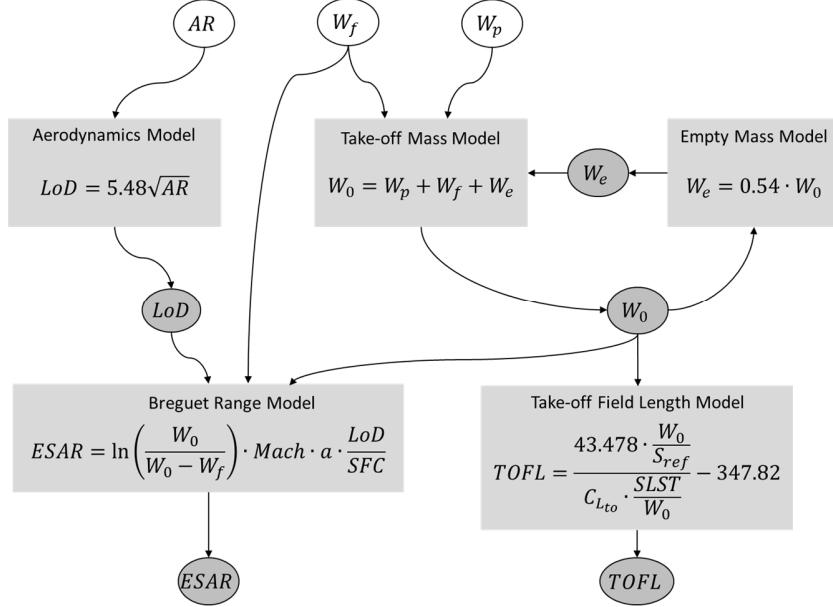 AR
W_f
W_p
Aerodynamics Model
LoD = 5.48√AR
Take-off Mass Model
W_0 = W_p + W_f + W_e
W_e
Empty Mass Model
W_e = 0.54 · W_0
LoD
W_0
Breguet Range Model
ESAR = ln(W_0 / (W_0 − W_f)) · Mach · a · LoD / SFC
Take-off Field Length Model
TOFL = (43.478 · W_0 / S_ref) / (C_L_to · SLST / W_0) − 347.82
ESAR
TOFL